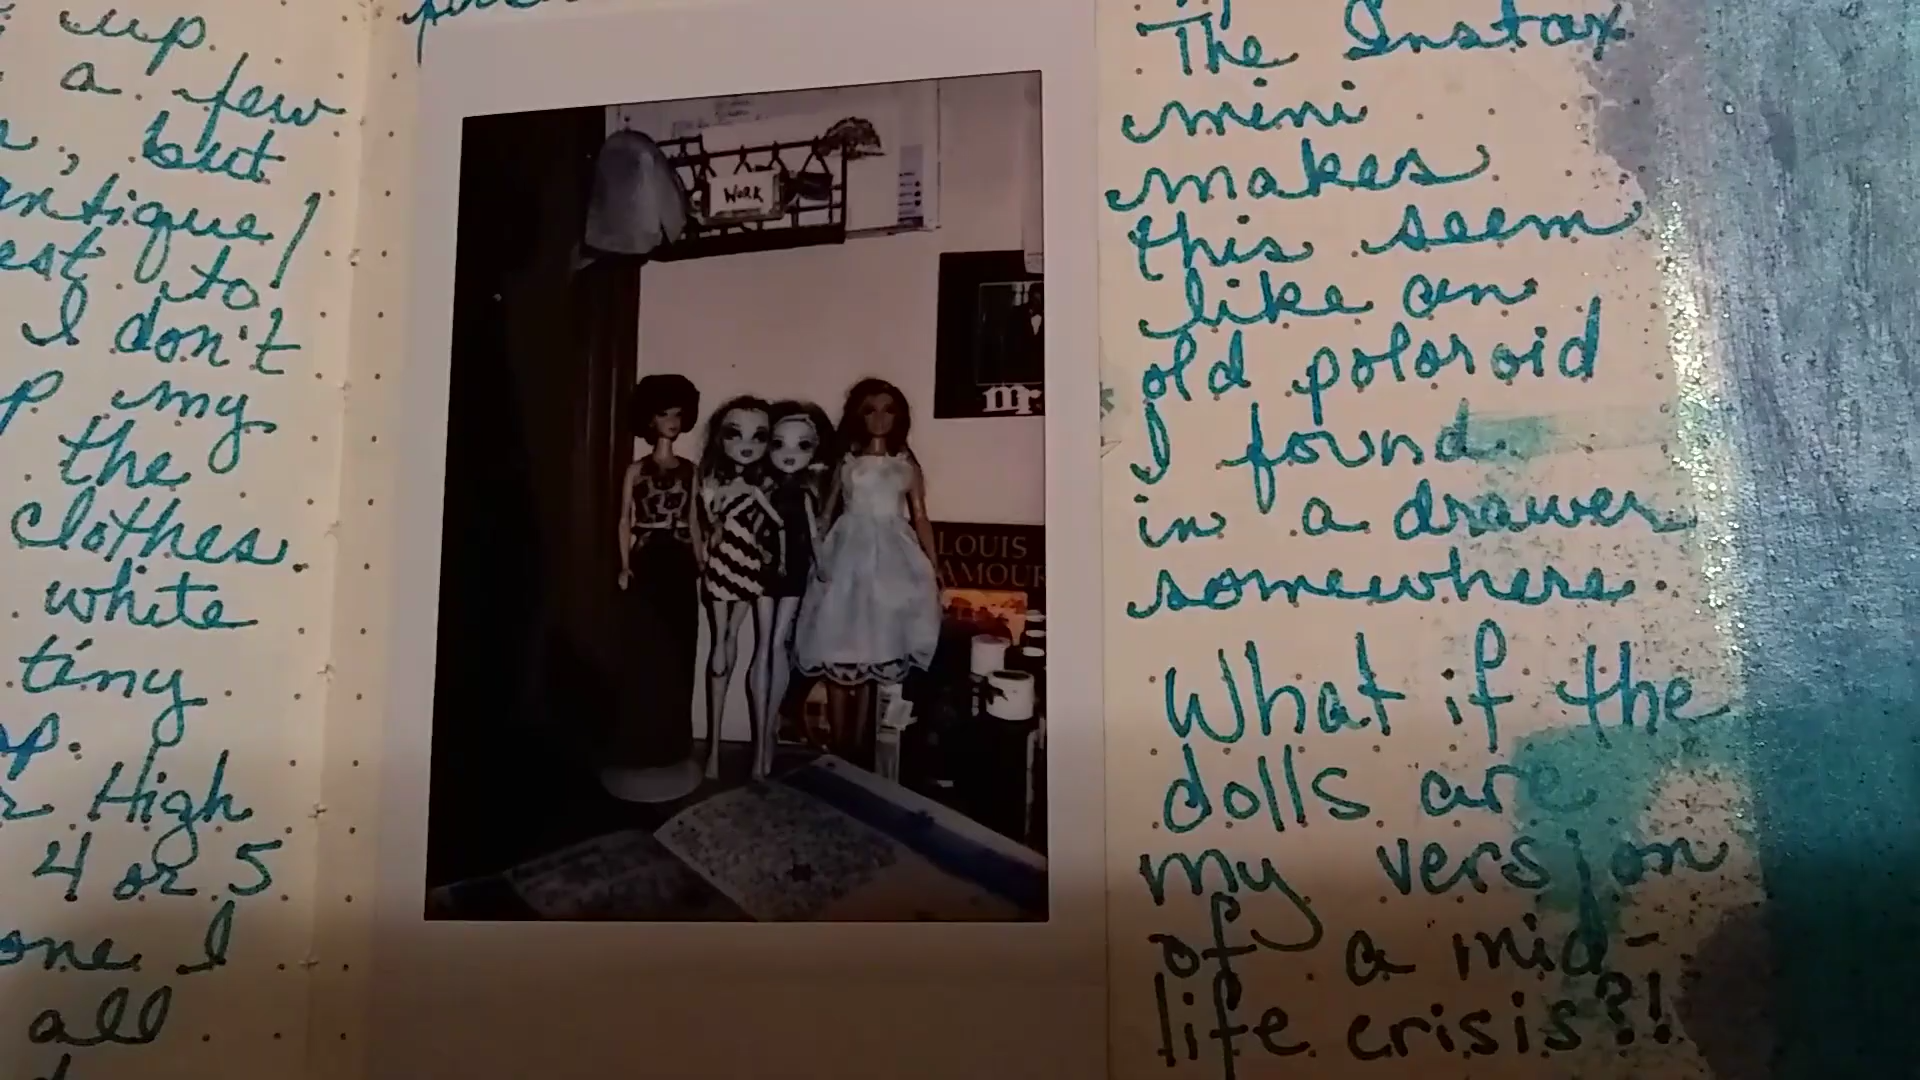 up.
a few
, but
antique/
est to
I don't
my
the
clothes.
white
tiny
High
4 or 5
one I
all
WORK
mr.
LOUIS
AMOUR
The Instax
mini
makes
this seem
like an
old poloroid
I found
in a drawer
somewhere.
What if the
dolls are
my version
of a mid-
life crisis?!